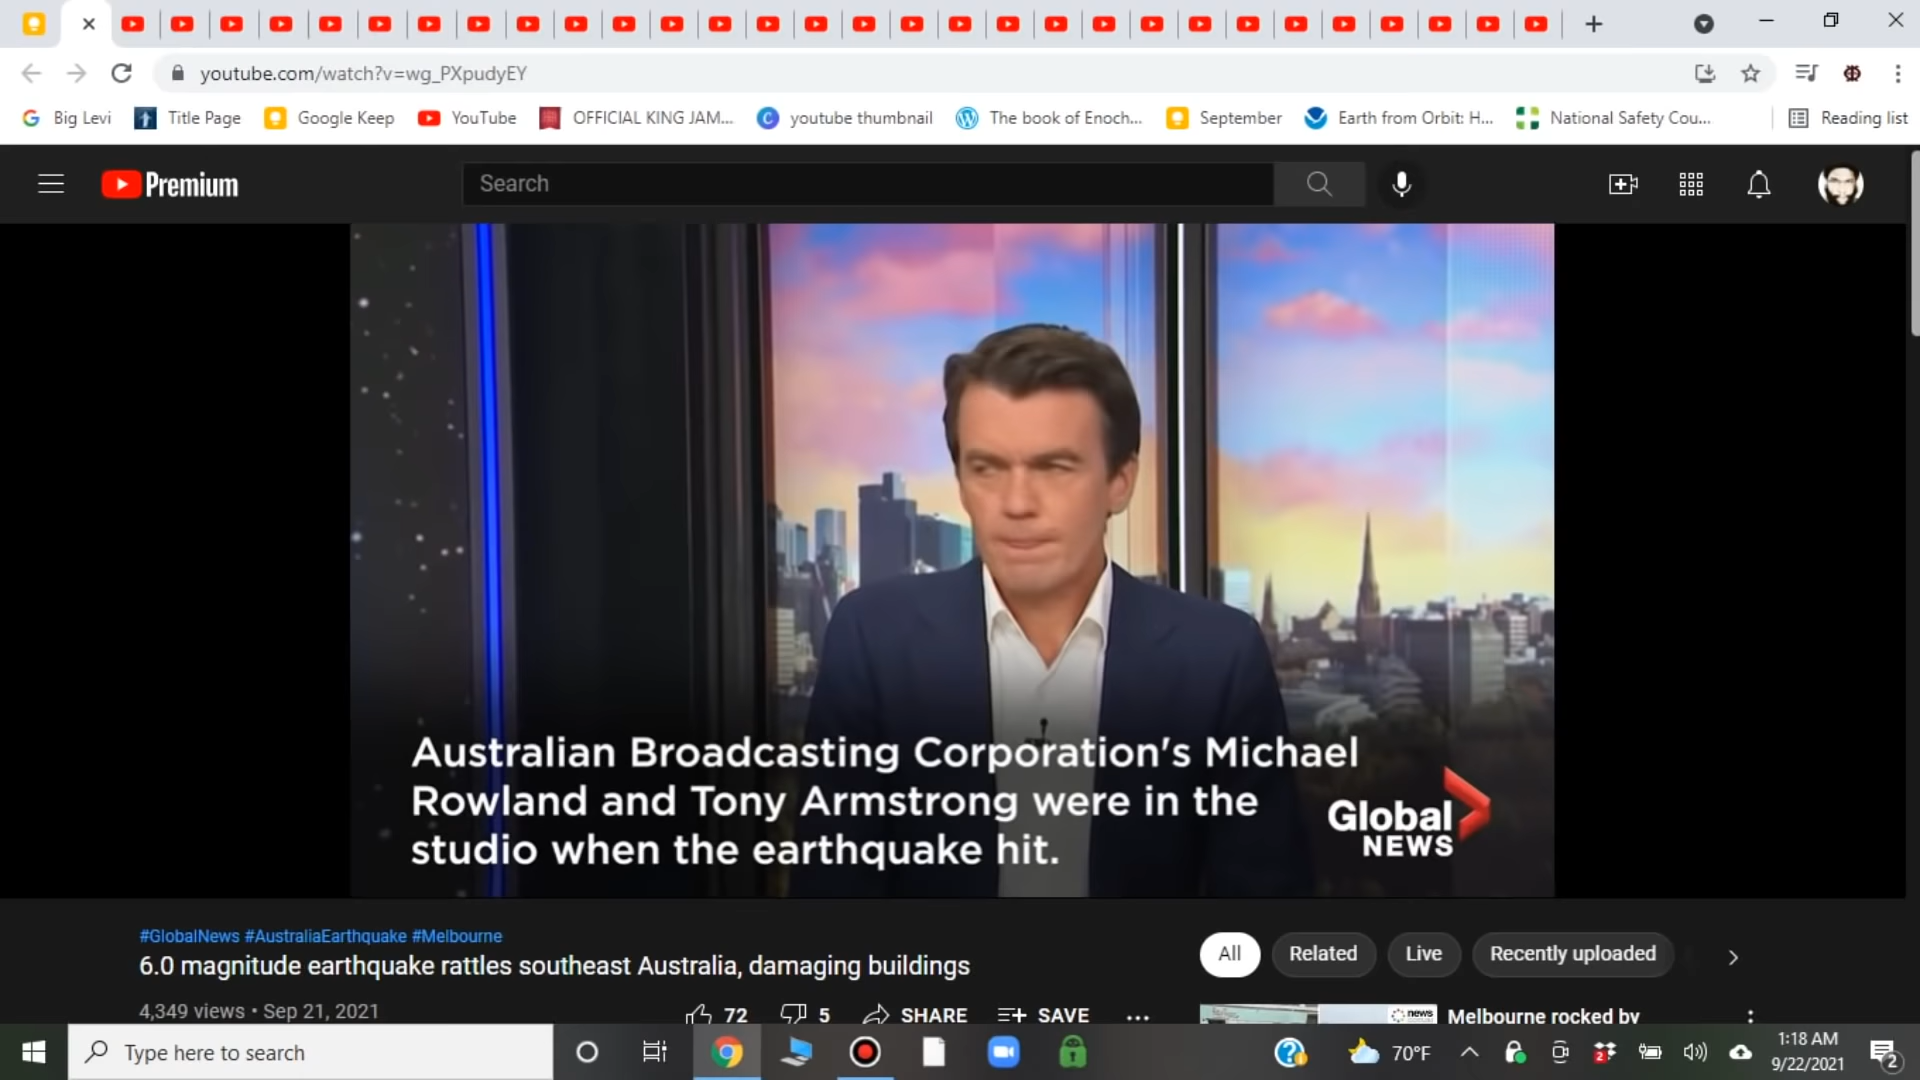 youtube.com/watch?v=wg_PXpudyEY
Big Levi
Title Page
Google Keep
YouTube
OFFICIAL KING JAM...
youtube thumbnail
The book of Enoch...
September
Earth from Orbit: H...
National Safety Cou...
Reading list
Premium
Search
Australian Broadcasting Corporation's Michael
Rowland and Tony Armstrong were in the
studio when the earthquake hit.
Global
NEWS
#GlobalNews #AustraliaEarthquake #Melbourne
6.0 magnitude earthquake rattles southeast Australia, damaging buildings
4,349 views • Sep 21, 2021
72
5
SHARE
SAVE
All
Related
Live
Recently uploaded
news
Melbourne rocked by
Type here to search
70°F
2
1:18 AM
9/22/2021
2